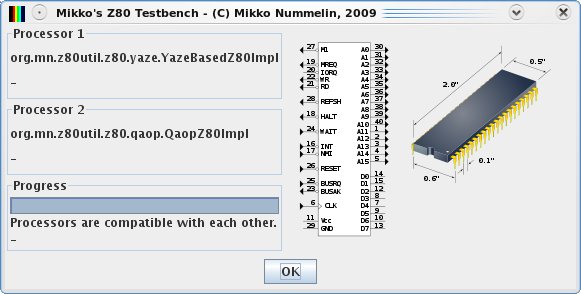 Mikko's Z80 Testbench - (C) Mikko Nummelin, 2009
Processor 1
org.mn.z80util.z80.yaze.YazeBasedZ80Impl
–
Processor 2
org.mn.z80util.z80.qaop.QaopZ80Impl
–
Progress
Processors are compatible with each other.
–
27 M1 A0 30
A1 31
19 MREQ A2 32
20 IORQ A3 33
22 WR A4 34
21 RD A5 35
A6 36
28 REFSH A7 37
A8 38
18 HALT A9 39
A10 40
24 WAIT A11 1
A12 2
16 INT A13 3
17 NMI A14 4
A15 5
26 RESET
D0 14
25 BUSRQ D1 15
23 BUSAK D2 12
D3 8
6 CLK D4 7
D5 9
11 Vcc D6 10
29 GND D7 13
2.0"
0.5"
0.1"
0.6"
OK